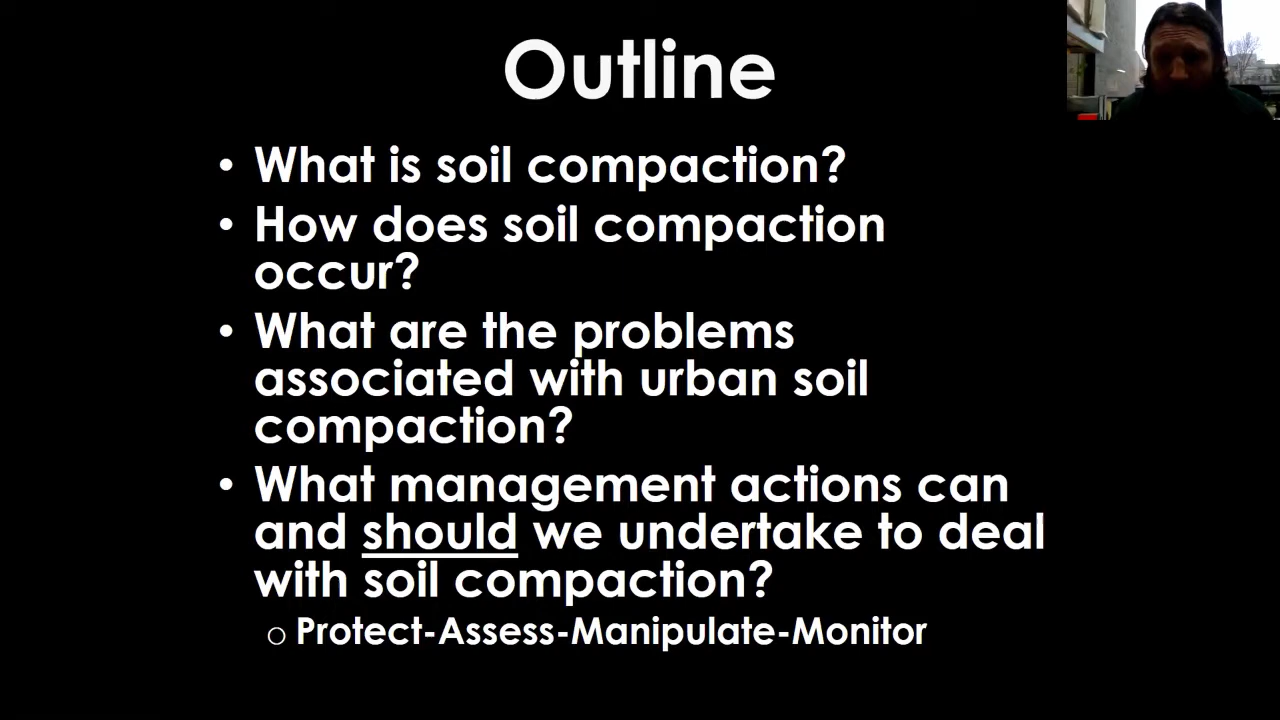 Outline
• What is soil compaction?
• How does soil compaction
occur?
• What are the problems
associated with urban soil
compaction?
• What management actions can
and should we undertake to deal
with soil compaction?
o Protect-Assess-Manipulate-Monitor